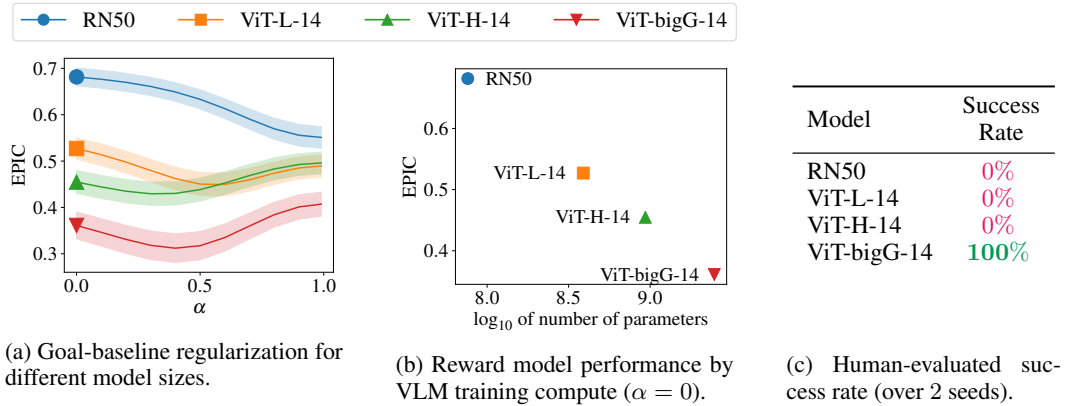 RN50 ViT-L-14 ViT-H-14 ViT-bigG-14
0.7
0.6
0.5
0.4
0.3
EPIC
0.0 0.5 1.0
α
(a) Goal-baseline regularization for
different model sizes.
0.6
0.5
0.4
EPIC
RN50
ViT-L-14
ViT-H-14
ViT-bigG-14
8.0 8.5 9.0
log10 of number of parameters
(b) Reward model performance by
VLM training compute (α = 0).
Model Success
Rate
RN50 0%
ViT-L-14 0%
ViT-H-14 0%
ViT-bigG-14 100%
(c) Human-evaluated suc-
cess rate (over 2 seeds).